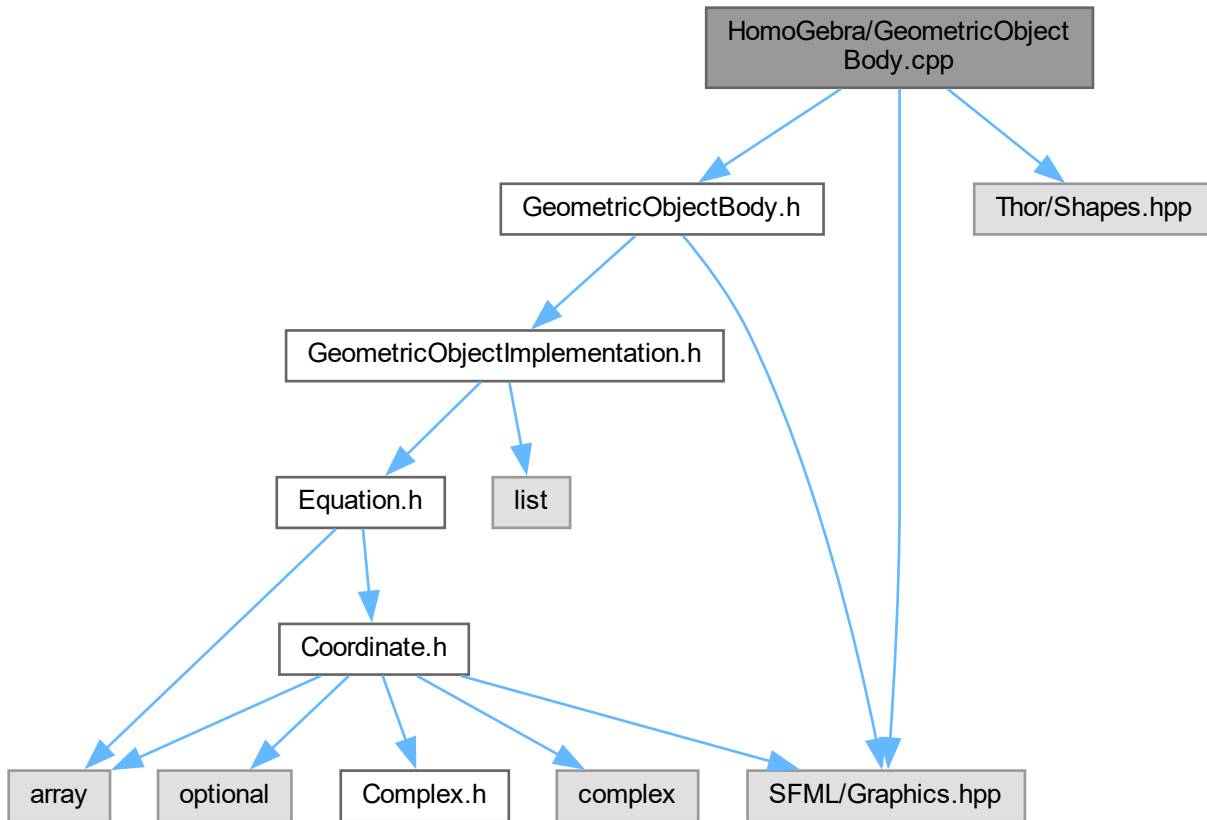 HomoGebra/GeometricObject
Body.cpp
GeometricObjectBody.h
Thor/Shapes.hpp
GeometricObjectImplementation.h
Equation.h
list
Coordinate.h
array
optional
Complex.h
complex
SFML/Graphics.hpp